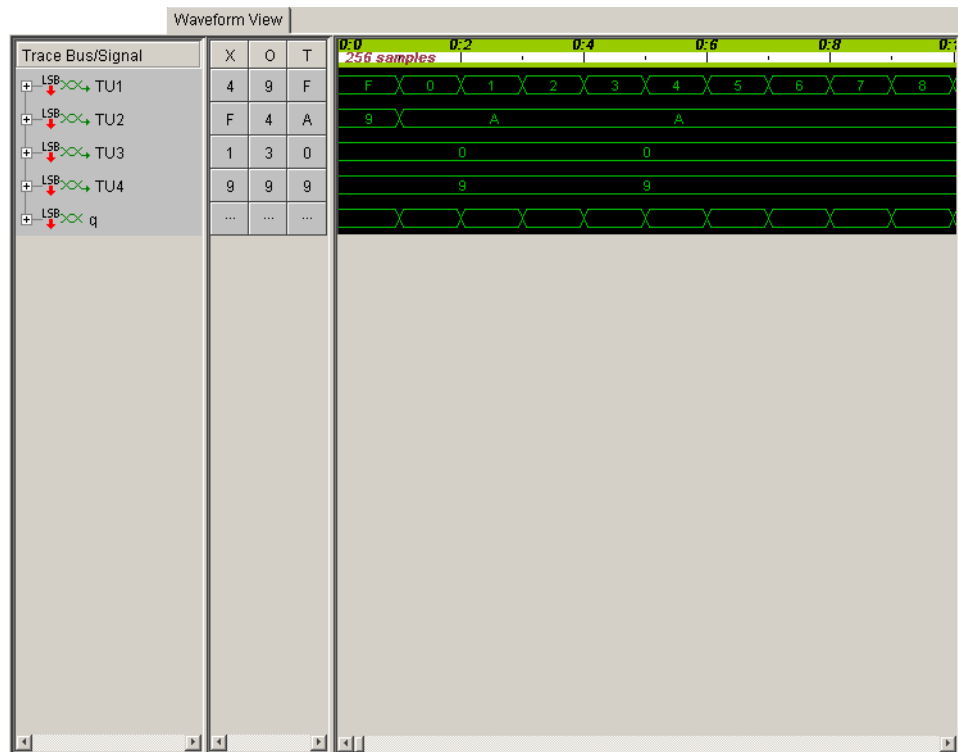 Waveform View
Trace Bus/Signal X O T 0:0 0:2 0:4 0:6 0:8
256 samples
LSB TU1 4 9 F F 0 1 2 3 4 5 6 7 8
LSB TU2 F 4 A 9 A A
LSB TU3 1 3 0 0 0
LSB TU4 9 9 9 9 9
LSB q ... ... ...